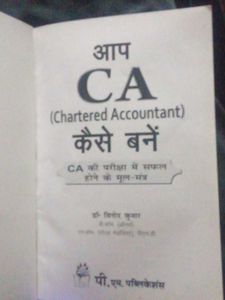 आप
CA
(Chartered Accountant)
कैसे बनें
CA की परीक्षा में सफल
होने के मूल-मंत्र
डॉ॰ विनोद कुमार
पी. एम. पब्लिकेशंस